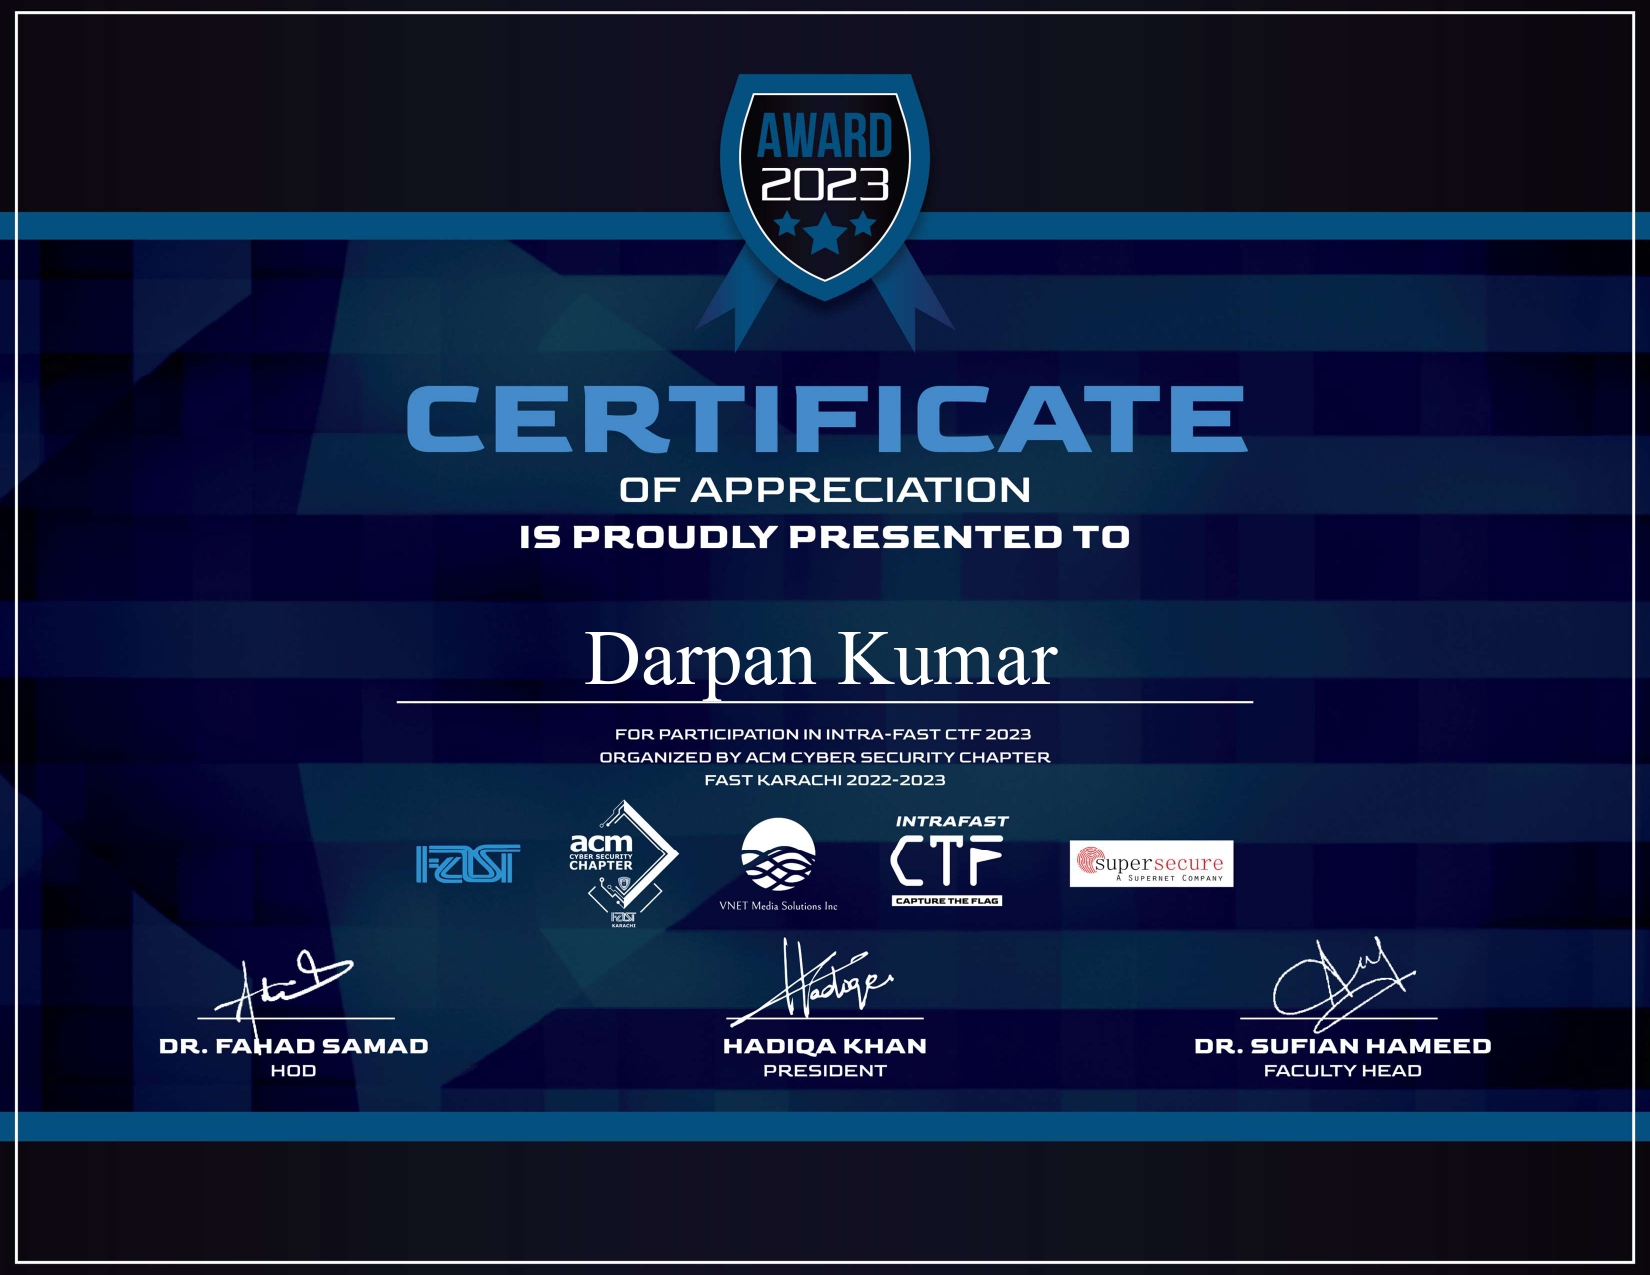 AWARD
2023
CERTIFICATE
OF APPRECIATION
IS PROUDLY PRESENTED TO
Darpan Kumar
FOR PARTICIPATION IN INTRA-FAST CTF 2023
ORGANIZED BY ACM CYBER SECURITY CHAPTER
FAST KARACHI 2022-2023
FAST
acm
CYBER SECURITY
CHAPTER
FAST
KARACHI
VNET Media Solutions Inc
INTRAFAST
CTF
CAPTURE THE FLAG
supersecure
A SUPERNET COMPANY
Hadiqa
DR. FAHAD SAMAD
HOD
HADIQA KHAN
PRESIDENT
DR. SUFIAN HAMEED
FACULTY HEAD